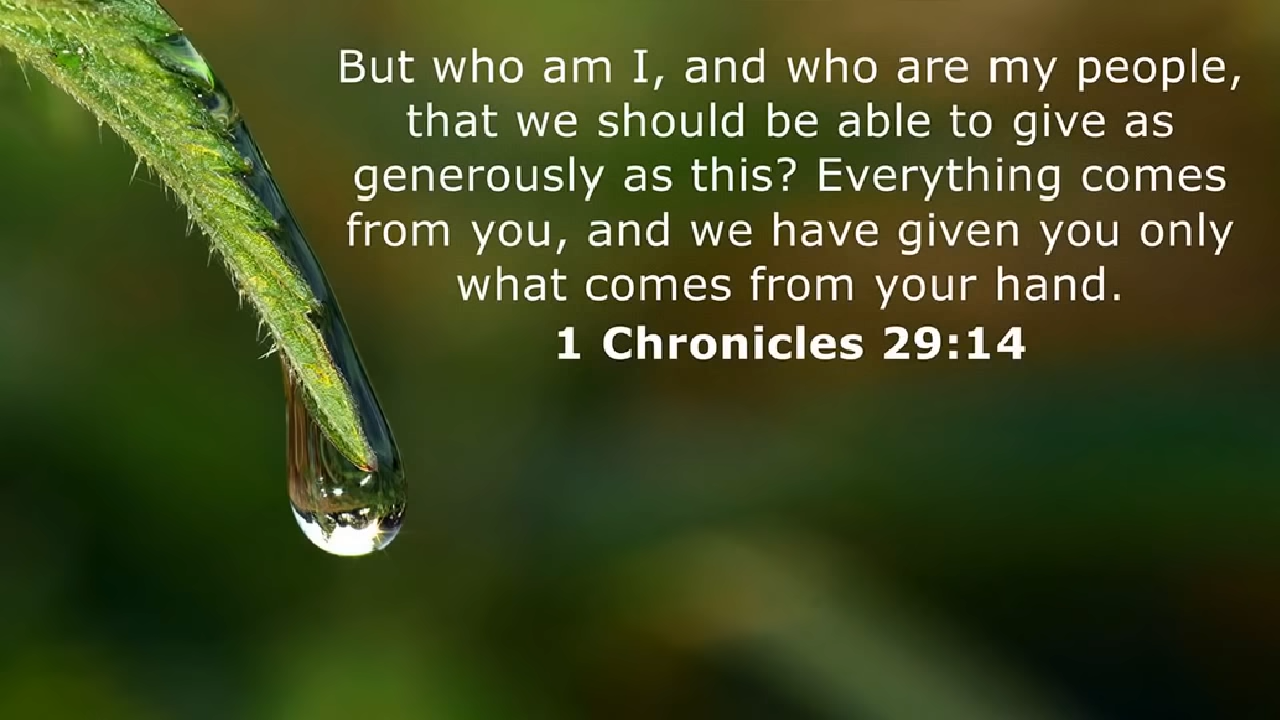 But who am I, and who are my people,
that we should be able to give as
generously as this? Everything comes
from you, and we have given you only
what comes from your hand.
1 Chronicles 29:14